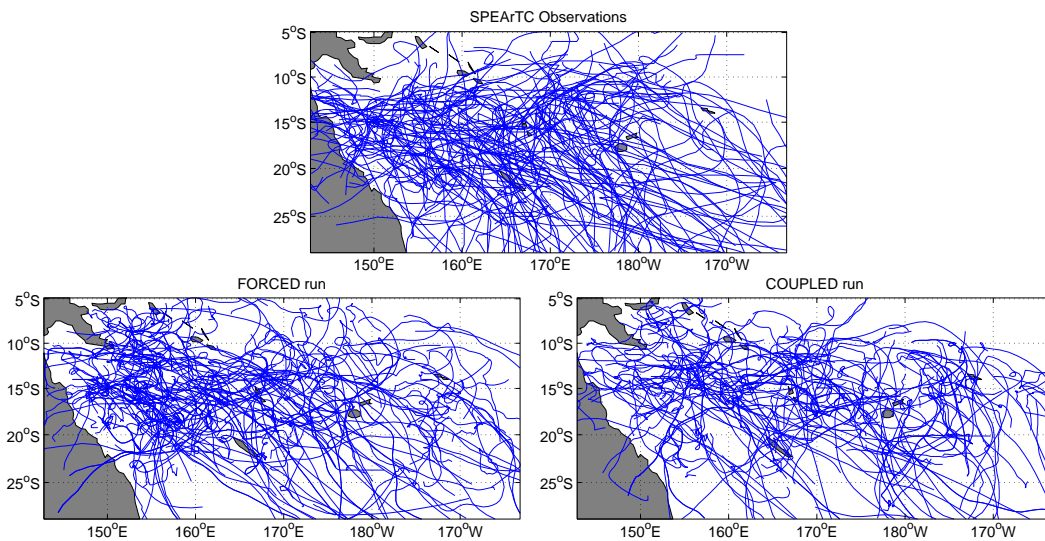 SPEArTC Observations
5°S
10°S
15°S
20°S
25°S
150°E 160°E 170°E 180°W 170°W
FORCED run
5°S
10°S
15°S
20°S
25°S
150°E 160°E 170°E 180°W 170°W
COUPLED run
5°S
10°S
15°S
20°S
25°S
150°E 160°E 170°E 180°W 170°W